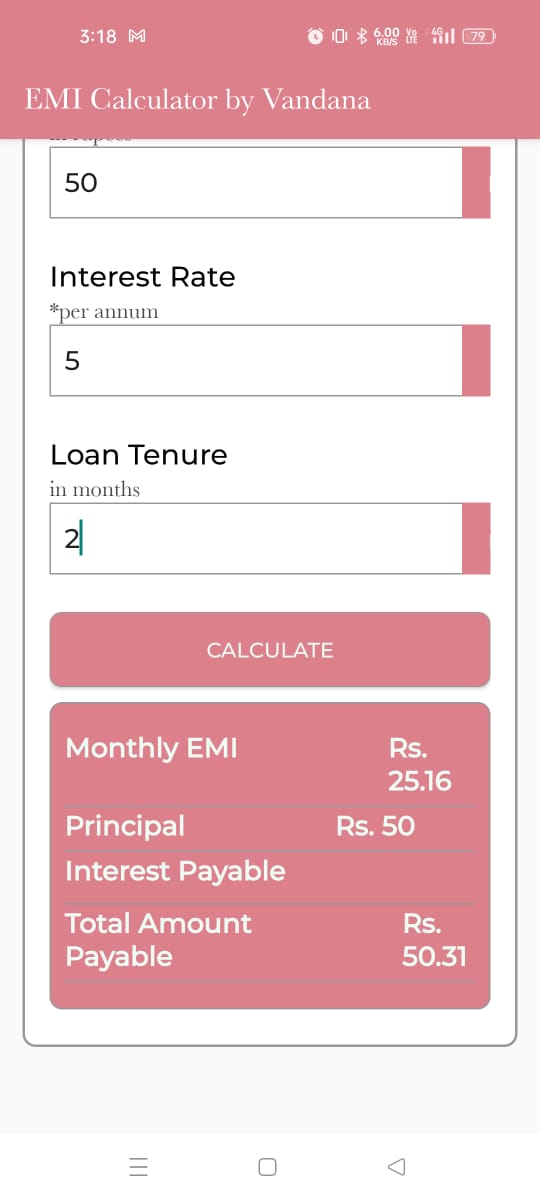 3:18
6.00 KB/S Vo LTE 4G 79
EMI Calculator by Vandana
50
Interest Rate
*per annum
5
Loan Tenure
in months
2
CALCULATE
Monthly EMI Rs. 25.16
Principal Rs. 50
Interest Payable
Total Amount Payable Rs. 50.31